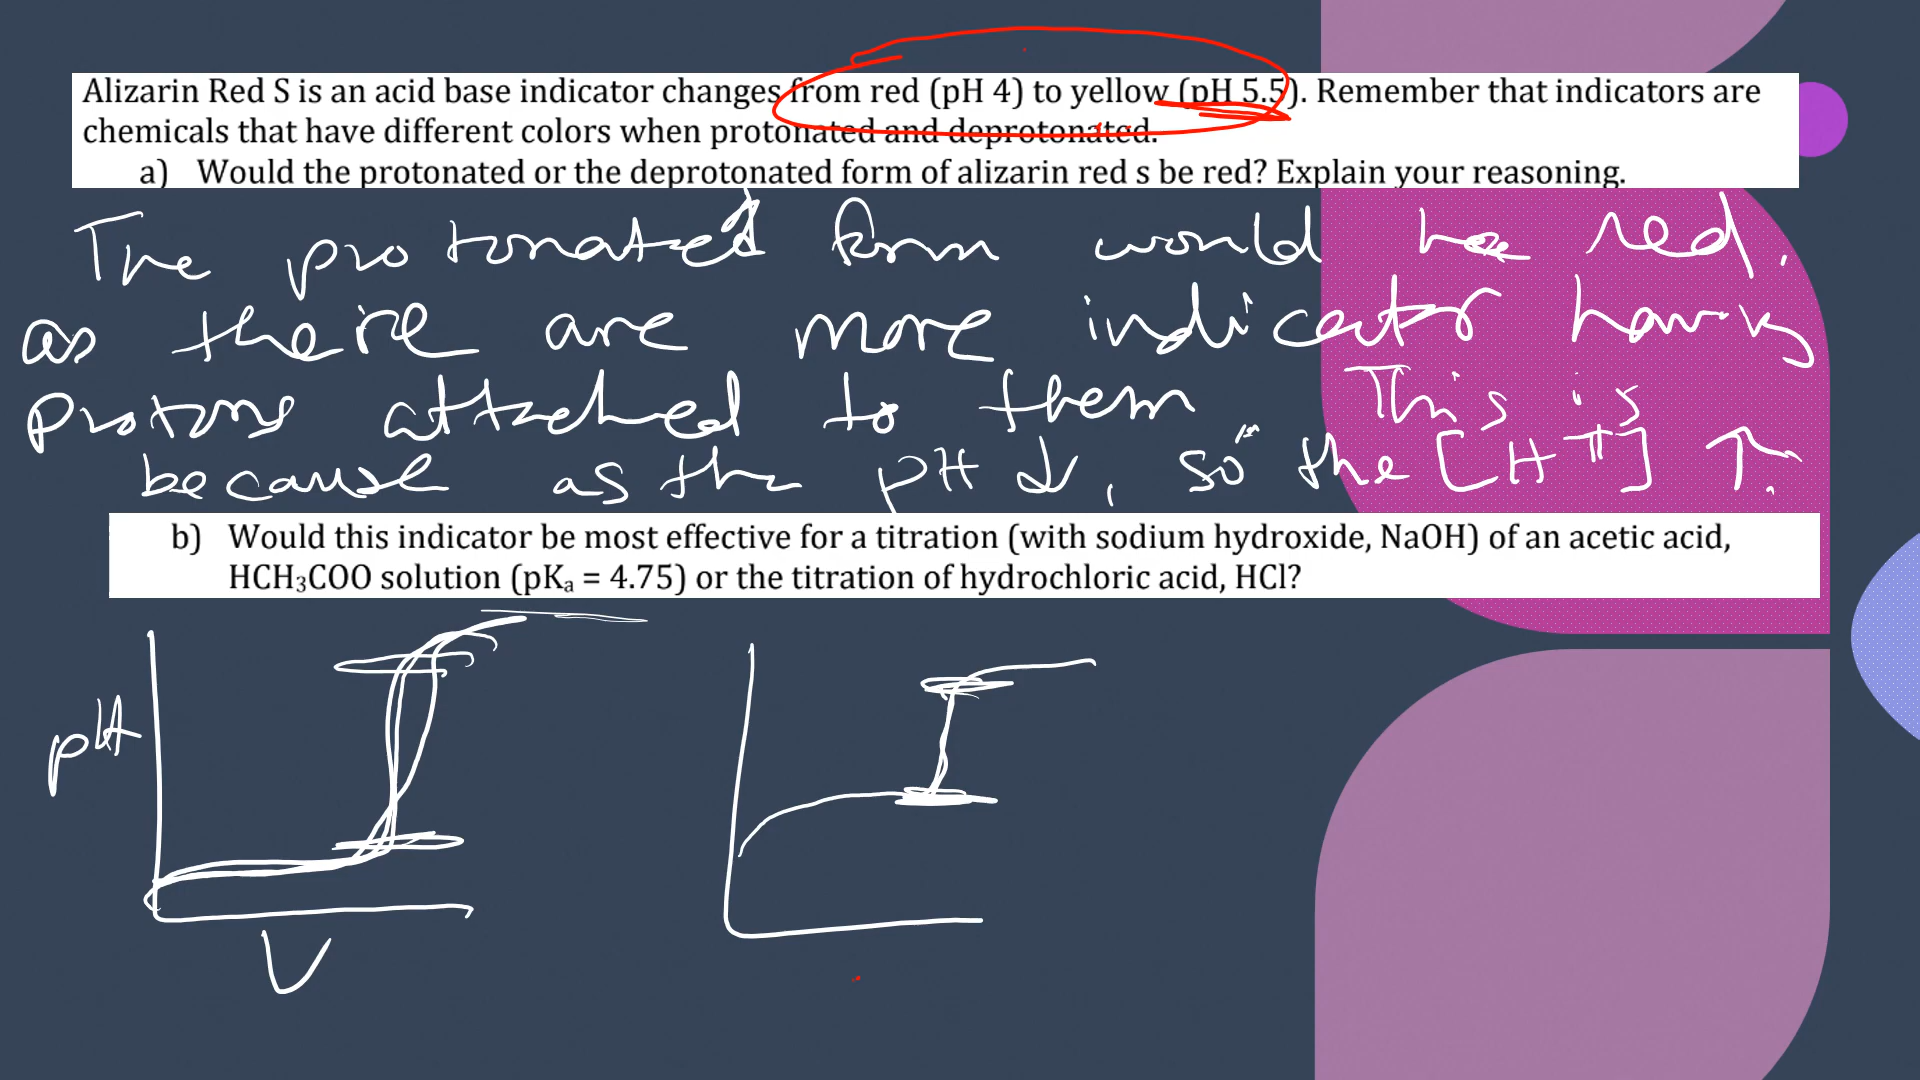 Alizarin Red S is an acid base indicator changes from red (pH 4) to yellow (pH 5.5). Remember that indicators are
chemicals that have different colors when protonated and deprotonated.
a) Would the protonated or the deprotonated form of alizarin red s be red? Explain your reasoning.
The protonated form would be red.
as there are more indicator having
protons attached to them This is
because as the pH ↓, so the [H+] ↑.
b) Would this indicator be most effective for a titration (with sodium hydroxide, NaOH) of an acetic acid,
HCH₃COO solution (pKₐ = 4.75) or the titration of hydrochloric acid, HCl?
pH
V